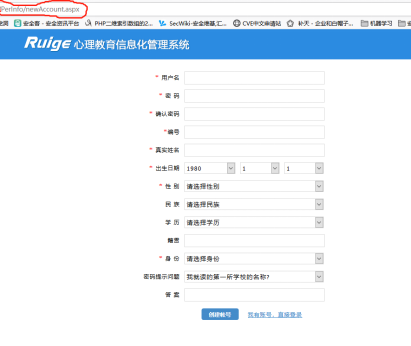 PerInfo/newAccount.aspx
安全客 - 安全资讯平台 PHP二维索引数组的2... SecWiki-安全维基,汇... CVE中文申请站 补天 - 企业和白帽子... 机器学习
Ruige 心理教育信息化管理系统
* 用户名
* 密 码
* 确认密码
*编号
* 真实姓名
* 出生日期 1980 1 1
* 性 别 请选择性别
民 族 请选择民族
学 历 请选择学历
籍贯
* 身 份 请选择身份
密码提示问题 我就读的第一所学校的名称?
答 案
创建帐号 我有账号,直接登录